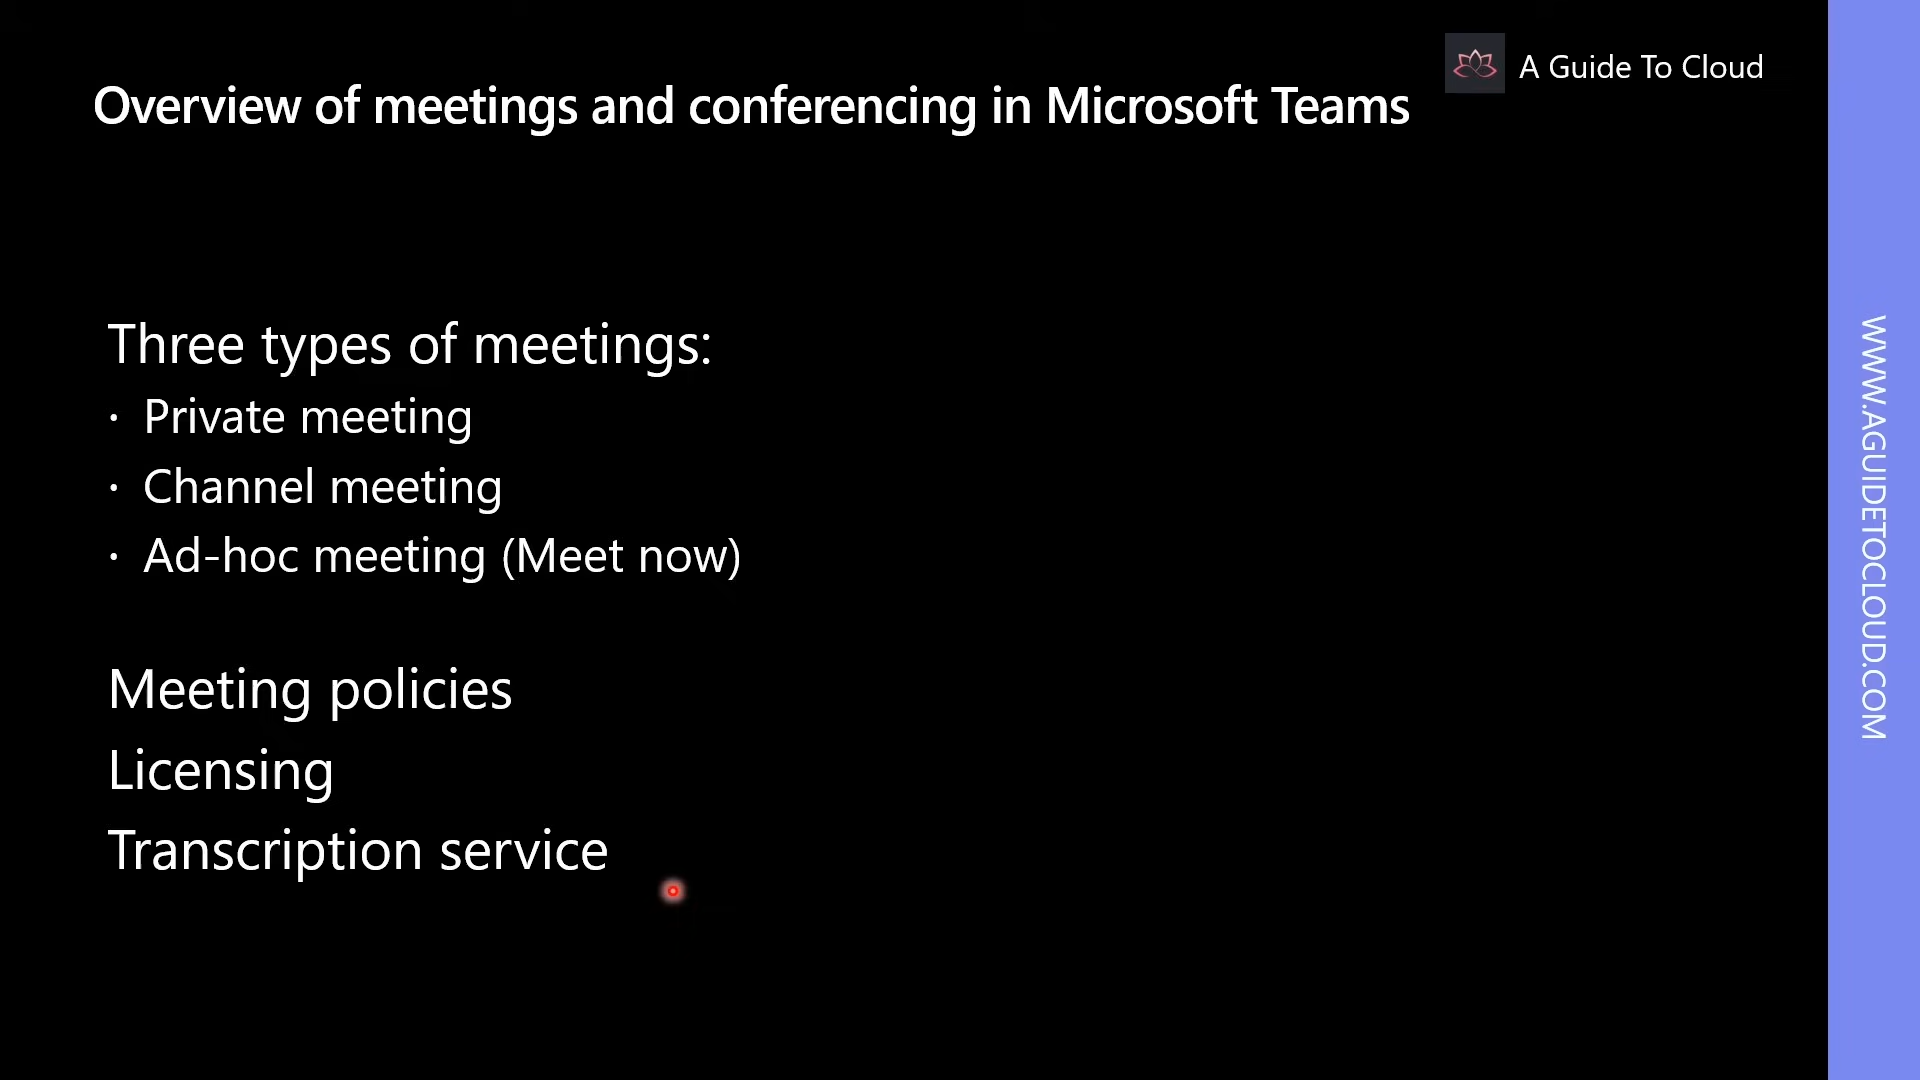 A Guide To Cloud
Overview of meetings and conferencing in Microsoft Teams
Three types of meetings:
· Private meeting
· Channel meeting
· Ad-hoc meeting (Meet now)
Meeting policies
Licensing
Transcription service
WWW.AGUIDETOCLOUD.COM